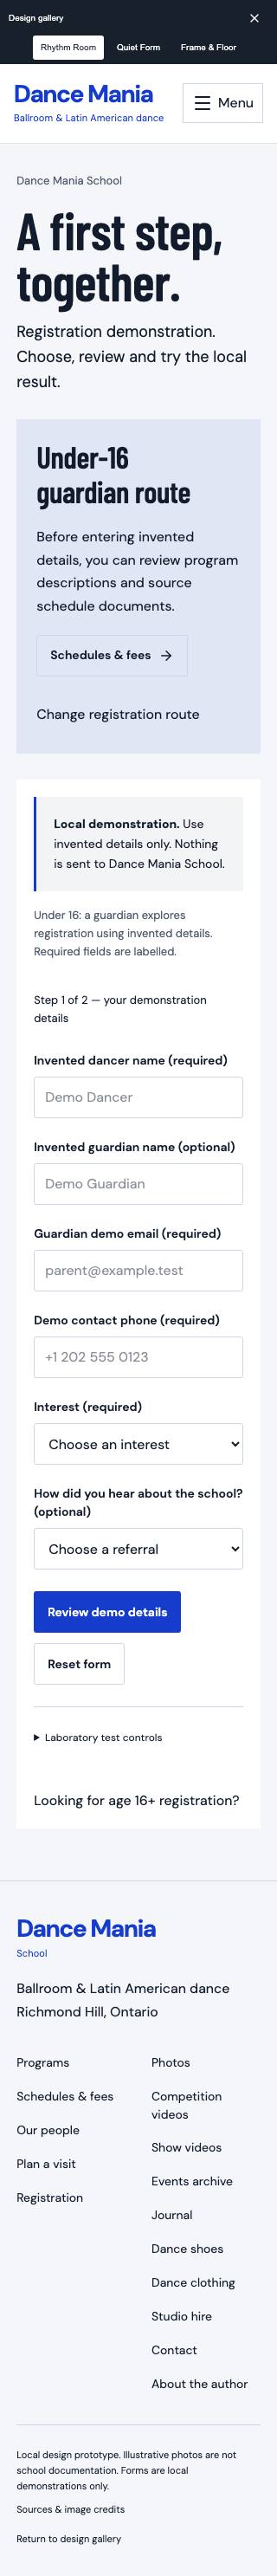 Design gallery
Rhythm Room
Quiet Form
Frame & Floor
Dance Mania
Ballroom & Latin American dance
Menu
Dance Mania School
A first step,
together.
Registration demonstration.
Choose, review and try the local
result.
Under-16
guardian route
Before entering invented
details, you can review program
descriptions and source
schedule documents.
Schedules & fees →
Change registration route
Local demonstration. Use
invented details only. Nothing
is sent to Dance Mania School.
Under 16: a guardian explores
registration using invented details.
Required fields are labelled.
Step 1 of 2 — your demonstration
details
Invented dancer name (required)
Demo Dancer
Invented guardian name (optional)
Demo Guardian
Guardian demo email (required)
parent@example.test
Demo contact phone (required)
+1 202 555 0123
Interest (required)
Choose an interest
How did you hear about the school?
(optional)
Choose a referral
Review demo details
Reset form
Laboratory test controls
Looking for age 16+ registration?
Dance Mania
School
Ballroom & Latin American dance
Richmond Hill, Ontario
Programs
Schedules & fees
Our people
Plan a visit
Registration
Photos
Competition
videos
Show videos
Events archive
Journal
Dance shoes
Dance clothing
Studio hire
Contact
About the author
Local design prototype. Illustrative photos are not
school documentation. Forms are local
demonstrations only.
Sources & image credits
Return to design gallery